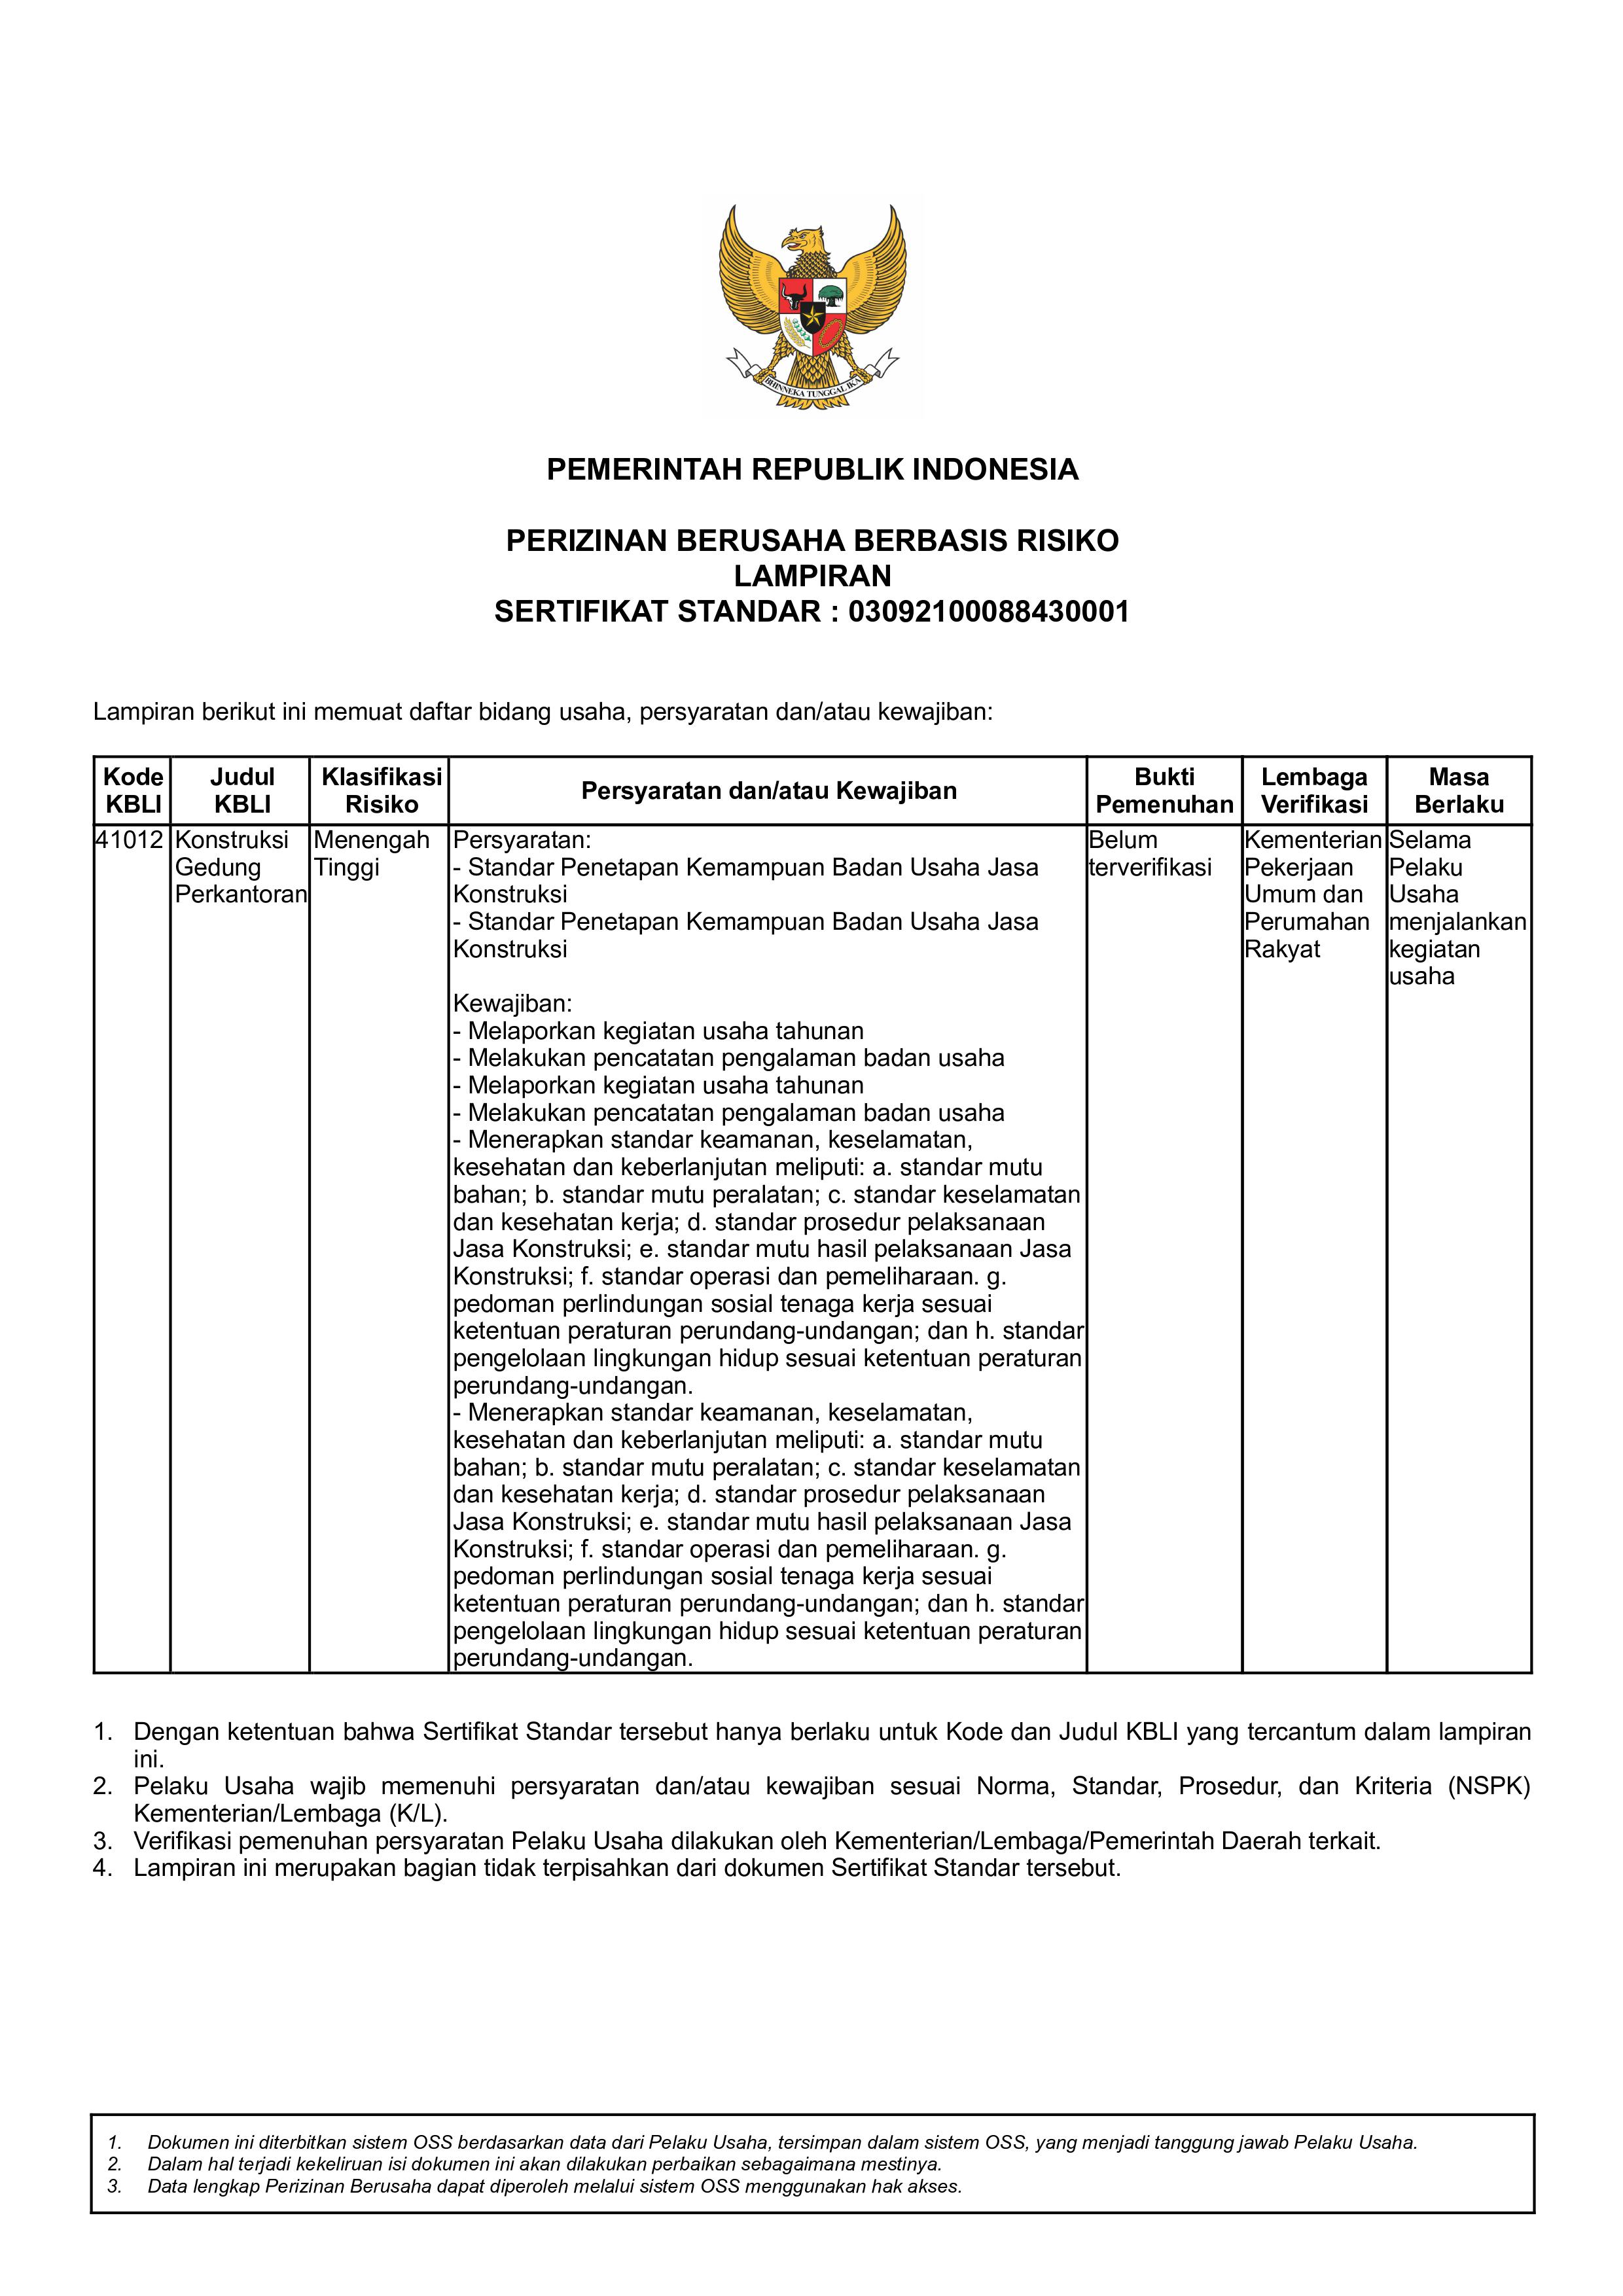 BHINNEKA TUNGGAL IKA
PEMERINTAH REPUBLIK INDONESIA
PERIZINAN BERUSAHA BERBASIS RISIKO
LAMPIRAN
SERTIFIKAT STANDAR : 03092100088430001
Lampiran berikut ini memuat daftar bidang usaha, persyaratan dan/atau kewajiban:
Kode KBLI
Judul KBLI
Klasifikasi Risiko
Persyaratan dan/atau Kewajiban
Bukti Pemenuhan
Lembaga Verifikasi
Masa Berlaku
41012
Konstruksi
Gedung
Perkantoran
Menengah
Tinggi
Persyaratan:
- Standar Penetapan Kemampuan Badan Usaha Jasa
Konstruksi
- Standar Penetapan Kemampuan Badan Usaha Jasa
Konstruksi
Kewajiban:
- Melaporkan kegiatan usaha tahunan
- Melakukan pencatatan pengalaman badan usaha
- Melaporkan kegiatan usaha tahunan
- Melakukan pencatatan pengalaman badan usaha
- Menerapkan standar keamanan, keselamatan,
kesehatan dan keberlanjutan meliputi: a. standar mutu
bahan; b. standar mutu peralatan; c. standar keselamatan
dan kesehatan kerja; d. standar prosedur pelaksanaan
Jasa Konstruksi; e. standar mutu hasil pelaksanaan Jasa
Konstruksi; f. standar operasi dan pemeliharaan. g.
pedoman perlindungan sosial tenaga kerja sesuai
ketentuan peraturan perundang-undangan; dan h. standar
pengelolaan lingkungan hidup sesuai ketentuan peraturan
perundang-undangan.
- Menerapkan standar keamanan, keselamatan,
kesehatan dan keberlanjutan meliputi: a. standar mutu
bahan; b. standar mutu peralatan; c. standar keselamatan
dan kesehatan kerja; d. standar prosedur pelaksanaan
Jasa Konstruksi; e. standar mutu hasil pelaksanaan Jasa
Konstruksi; f. standar operasi dan pemeliharaan. g.
pedoman perlindungan sosial tenaga kerja sesuai
ketentuan peraturan perundang-undangan; dan h. standar
pengelolaan lingkungan hidup sesuai ketentuan peraturan
perundang-undangan.
Belum
terverifikasi
Kementerian
Pekerjaan
Umum dan
Perumahan
Rakyat
Selama
Pelaku
Usaha
menjalankan
kegiatan
usaha
1. Dengan ketentuan bahwa Sertifikat Standar tersebut hanya berlaku untuk Kode dan Judul KBLI yang tercantum dalam lampiran
ini.
2. Pelaku Usaha wajib memenuhi persyaratan dan/atau kewajiban sesuai Norma, Standar, Prosedur, dan Kriteria (NSPK)
Kementerian/Lembaga (K/L).
3. Verifikasi pemenuhan persyaratan Pelaku Usaha dilakukan oleh Kementerian/Lembaga/Pemerintah Daerah terkait.
4. Lampiran ini merupakan bagian tidak terpisahkan dari dokumen Sertifikat Standar tersebut.
1. Dokumen ini diterbitkan sistem OSS berdasarkan data dari Pelaku Usaha, tersimpan dalam sistem OSS, yang menjadi tanggung jawab Pelaku Usaha.
2. Dalam hal terjadi kekeliruan isi dokumen ini akan dilakukan perbaikan sebagaimana mestinya.
3. Data lengkap Perizinan Berusaha dapat diperoleh melalui sistem OSS menggunakan hak akses.